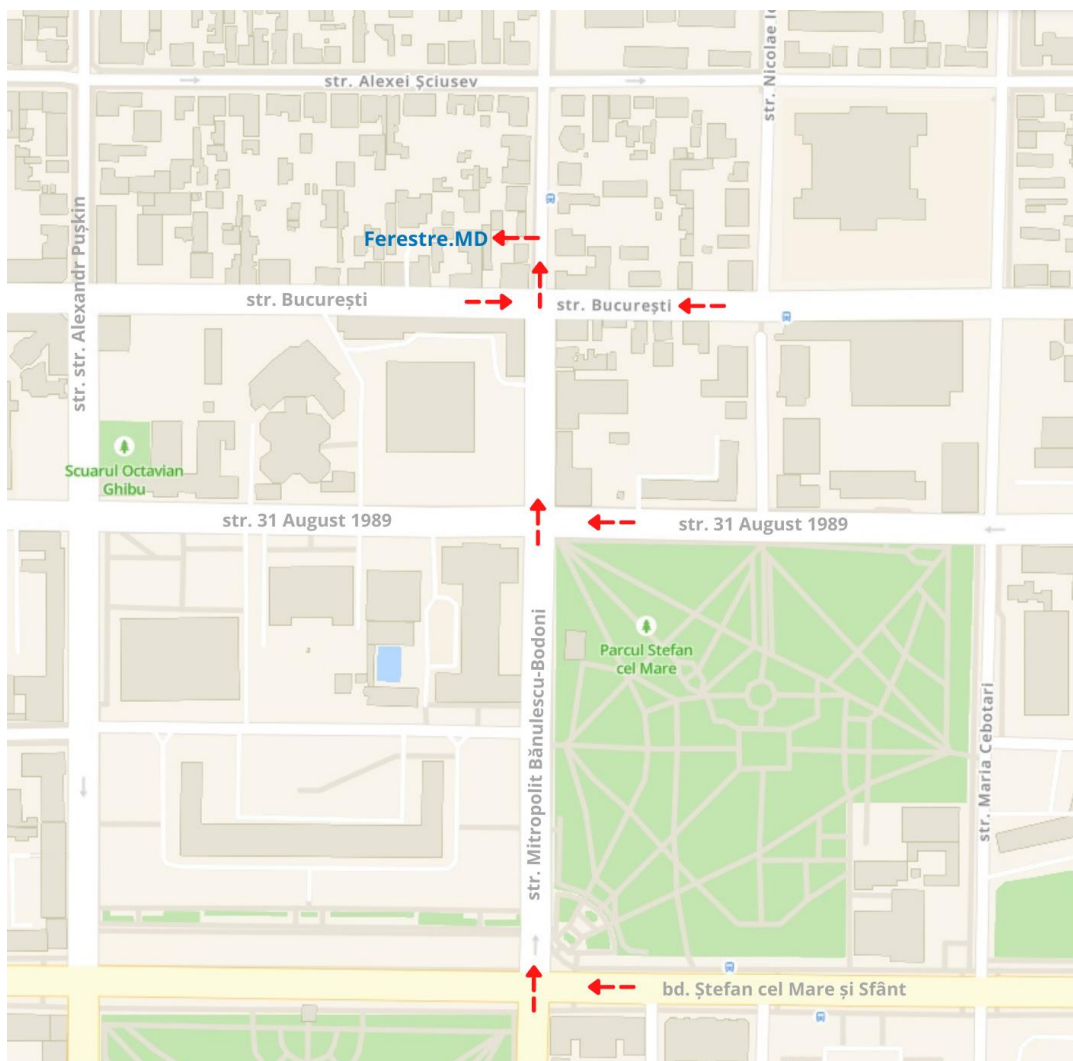 str. Alexei Șciusev
str. Nicolae
Ferestre.MD
str. str. Alexandr Pușkin
str. București
str. București
Scuarul Octavian
Ghibu
str. 31 August 1989
str. 31 August 1989
str. Mitropolit Bănulescu-Bodoni
Parcul Stefan
cel Mare
str. Maria Cebotari
bd. Ștefan cel Mare și Sfânt